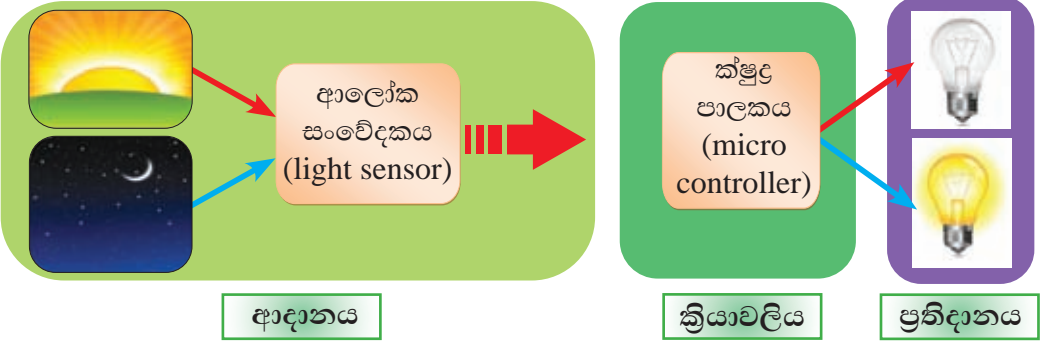 ආලෝක
සංවේදකය
(light sensor)
ක්ෂුද්‍ර
පාලකය
(micro
controller)
ආදානය
ක්‍රියාවලිය
ප්‍රතිදානය